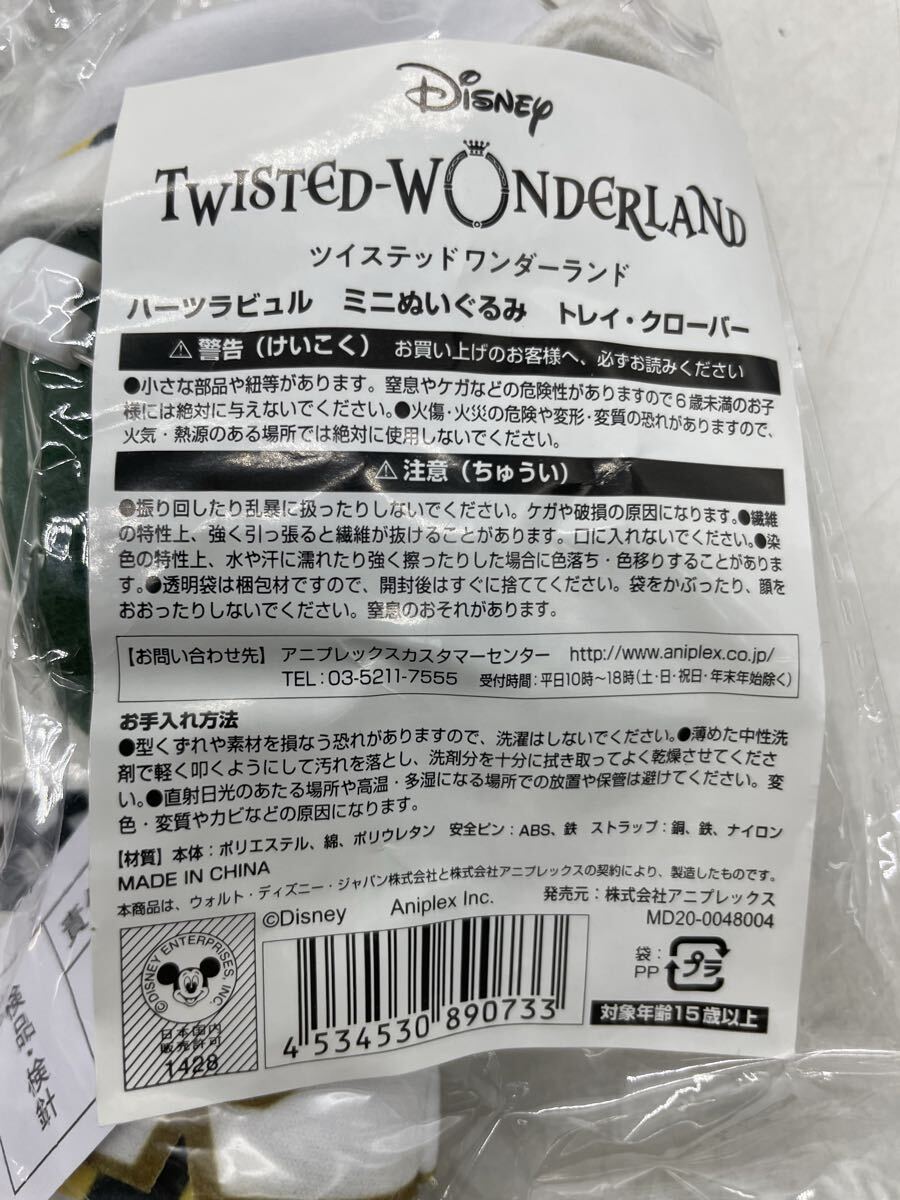 Disney
TWISTED-WONDERLAND
ツイステッドワンダーランド
ハーツラビュル ミニぬいぐるみ トレイ・クローバー
⚠警告（けいこく） お買い上げのお客様へ、必ずお読みください
●小さな部品や紐等があります。窒息やケガなどの危険性がありますので6歳未満のお子
様には絶対に与えないでください。●火傷・火災の危険や変形・変質の恐れがありますので、
火気・熱源のある場所では絶対に使用しないでください。
⚠注意（ちゅうい）
●振り回したり乱暴に扱ったりしないでください。ケガや破損の原因になります。●繊維
の特性上、強く引っ張ると繊維が抜けることがあります。口に入れないでください。●染
色の特性上、水や汗に濡れたり強く擦ったりした場合に色落ち・色移りすることがありま
す。●透明袋は梱包材ですので、開封後はすぐに捨ててください。袋をかぶったり、顔を
おおったりしないでください。窒息のおそれがあります。
【お問い合わせ先】 アニプレックスカスタマーセンター http://www.aniplex.co.jp/
TEL：03-5211-7555 受付時間：平日10時～18時（土・日・祝日・年末年始除く）
お手入れ方法
●型くずれや素材を損なう恐れがありますので、洗濯はしないでください。●薄めた中性洗
剤で軽く叩くようにして汚れを落とし、洗剤分を十分に拭き取ってよく乾燥させてくださ
い。●直射日光のあたる場所や高温・多湿になる場所での放置や保管は避けてください。変
色・変質やカビなどの原因になります。
【材質】本体：ポリエステル、綿、ポリウレタン 安全ピン：ABS、鉄 ストラップ：銅、鉄、ナイロン
MADE IN CHINA
本商品は、ウォルト・ディズニー・ジャパン株式会社と株式会社アニプレックスの契約により、製造したものです。
©Disney Aniplex Inc. 発売元：株式会社アニプレックス
MD20-0048004
©DISNEY ENTERPRISES, INC.
日本国内
販売許可
1428
4 534530 890733
袋：
PP
プラ
対象年齢15歳以上
検品・検針